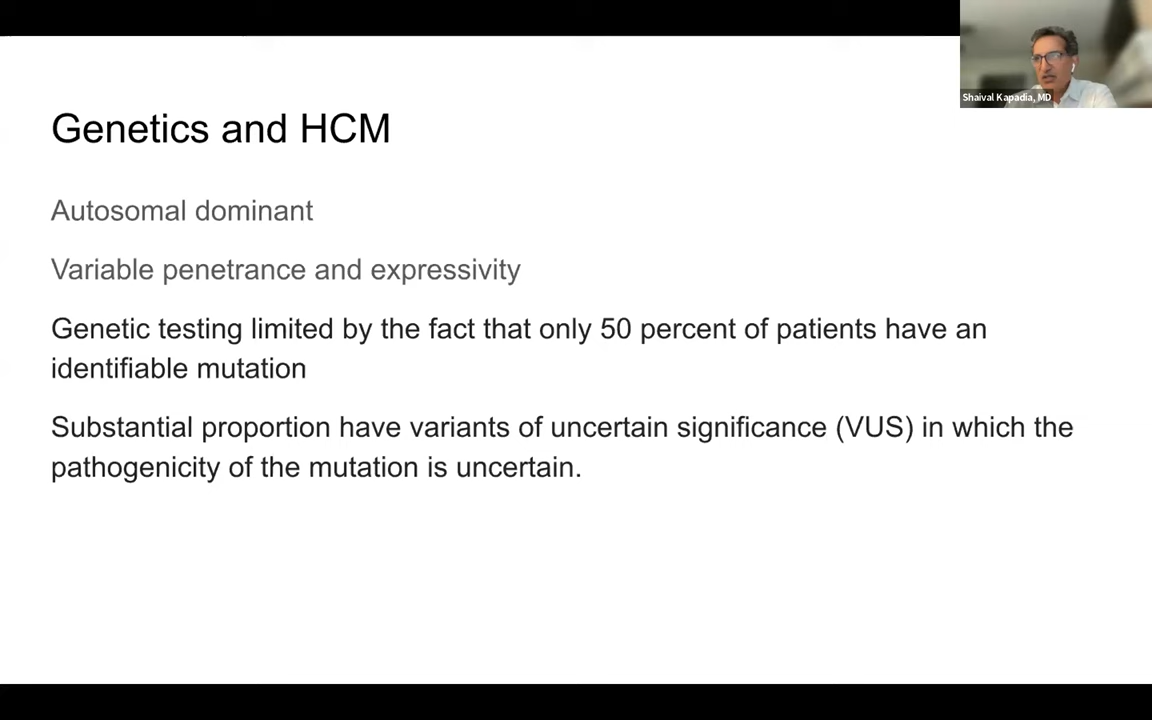 Shaival Kapadia, MD
Genetics and HCM
Autosomal dominant
Variable penetrance and expressivity
Genetic testing limited by the fact that only 50 percent of patients have an
identifiable mutation
Substantial proportion have variants of uncertain significance (VUS) in which the
pathogenicity of the mutation is uncertain.